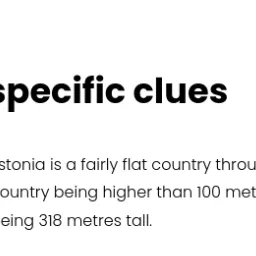 specific clues
stonia is a fairly flat country throu
ountry being higher than 100 met
eing 318 metres tall.